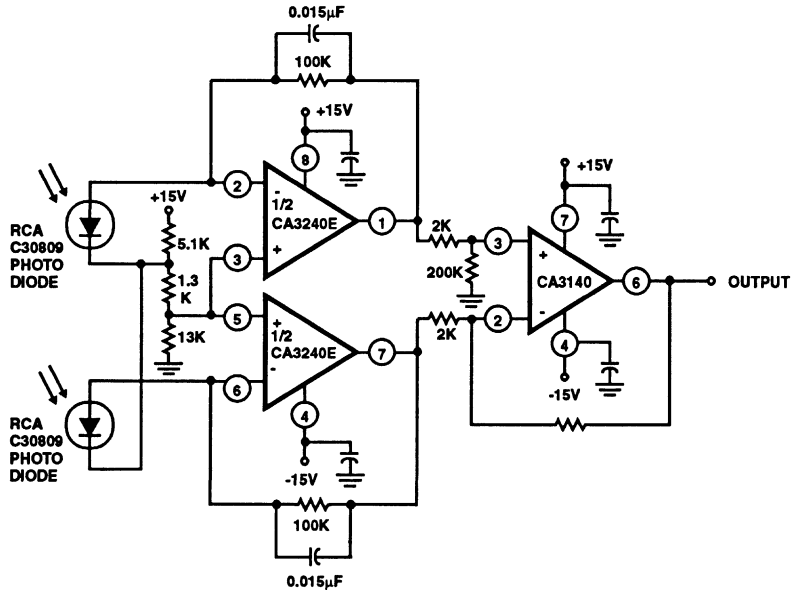 0.015µF
100K
+15V
8
2
-
1/2
CA3240E
+
1
3
RCA
C30809
PHOTO
DIODE
+15V
5.1K
1.3
K
13K
5
+
1/2
CA3240E
-
7
6
4
-15V
RCA
C30809
PHOTO
DIODE
100K
0.015µF
2K
200K
2K
3
2
+15V
7
+
CA3140
-
6
OUTPUT
4
-15V